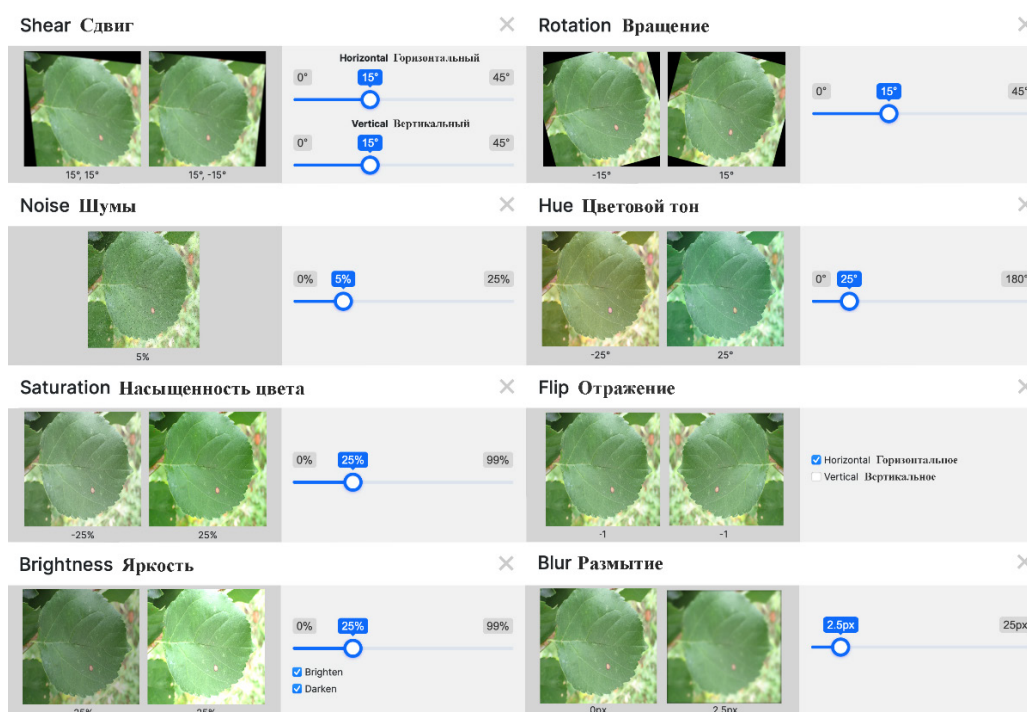 Shear Сдвиг
Horizontal Горизонтальный
0° 15° 45°
Vertical Вертикальный
0° 15° 45°
15°, 15° 15°, -15°
Rotation Вращение
0° 15° 45°
-15° 15°
Noise Шумы
0% 5% 25%
5%
Hue Цветовой тон
0° 25° 180°
-25° 25°
Saturation Насыщенность цвета
0% 25% 99%
-25% 25%
Flip Отражение
Horizontal Горизонтальное
Vertical Вертикальное
-1 -1
Brightness Яркость
0% 25% 99%
Brighten
Darken
-25% 25%
Blur Размытие
2.5px 25px
0px 2.5px